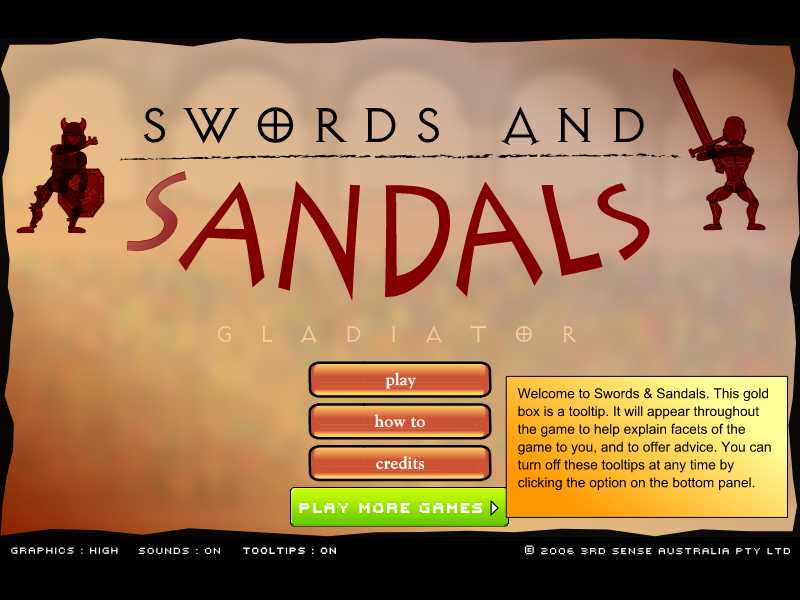 SWORDS AND
SANDALS
GLADIATOR
play
how to
credits
PLAY MORE GAMES
Welcome to Swords & Sandals. This gold
box is a tooltip. It will appear throughout
the game to help explain facets of the
game to you, and to offer advice. You can
turn off these tooltips at any time by
clicking the option on the bottom panel.
GRAPHICS : HIGH SOUNDS : ON TOOLTIPS : ON © 2006 3RD SENSE AUSTRALIA PTY LTD